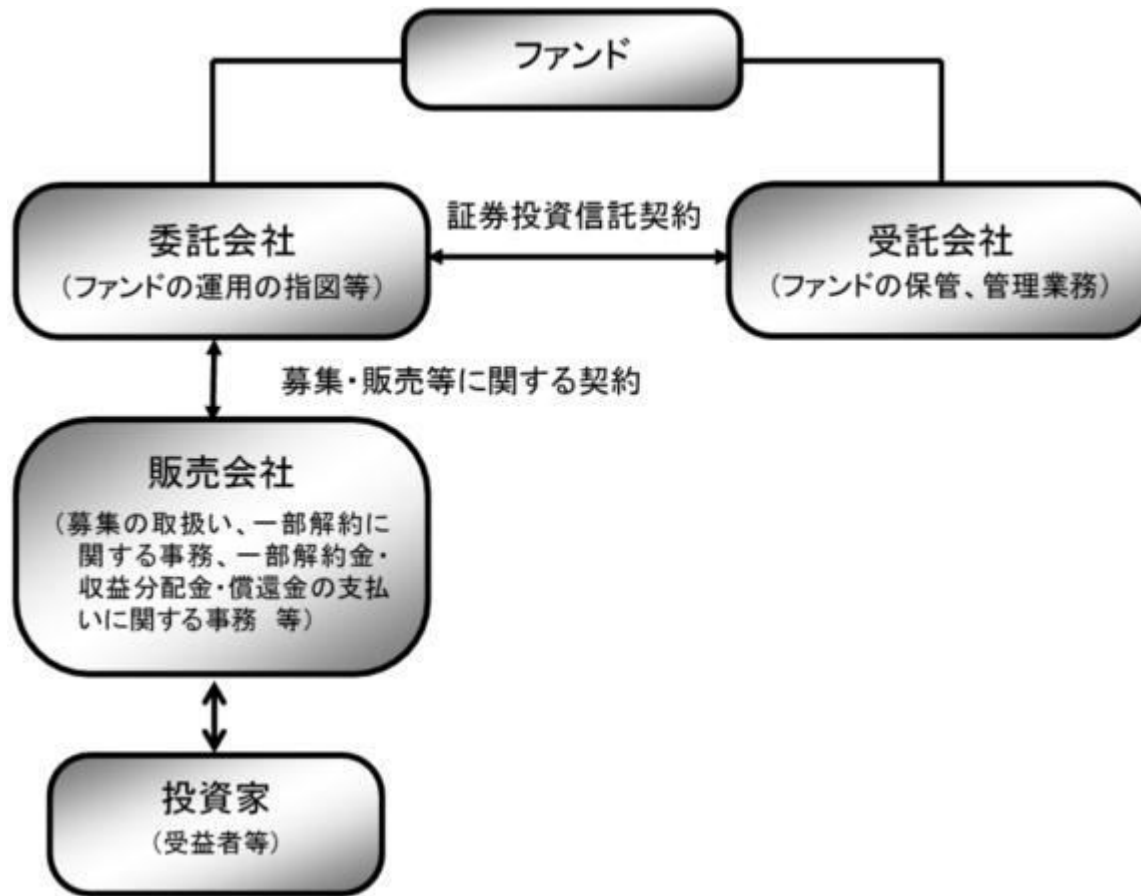 ファンド
委託会社
（ファンドの運用の指図等）
証券投資信託契約
受託会社
（ファンドの保管、管理業務）
募集・販売等に関する契約
販売会社
（募集の取扱い、一部解約に
関する事務、一部解約金・
収益分配金・償還金の支払
いに関する事務 等）
投資家
（受益者等）